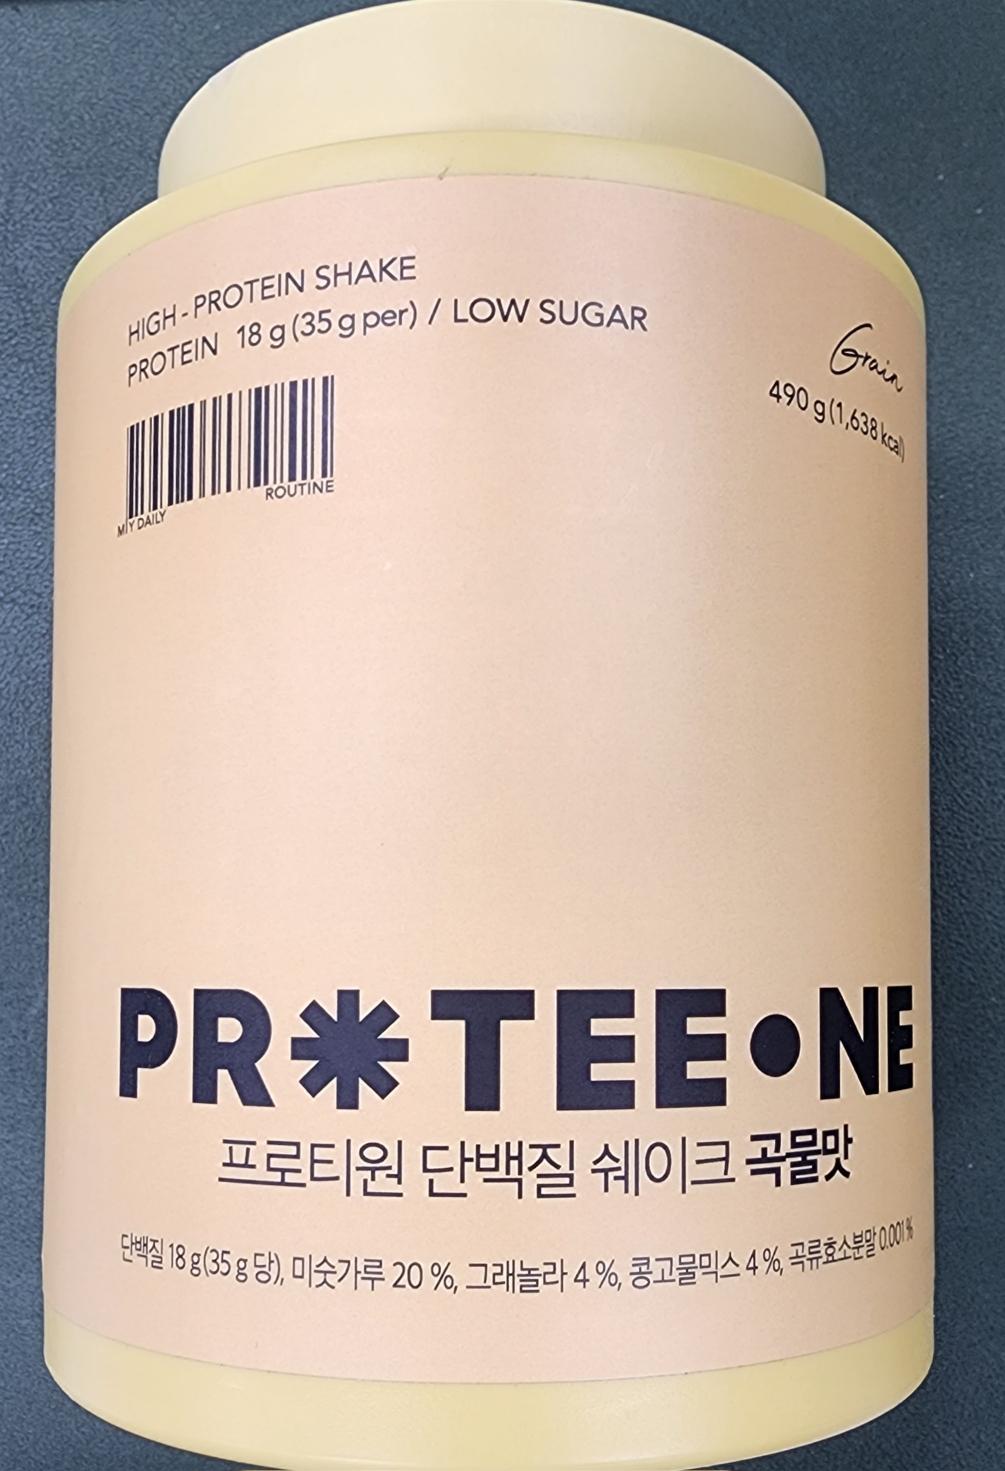 HIGH - PROTEIN SHAKE
PROTEIN 18 g (35 g per) / LOW SUGAR
Grain
490 g (1,638 kcal)
MY DAILY ROUTINE
PR*TEE•NE
프로티원 단백질 쉐이크 곡물맛
단백질 18 g(35 g 당), 미숫가루 20 %, 그래놀라 4 %, 콩고물믹스 4 %, 곡류효소분말 0.001 %